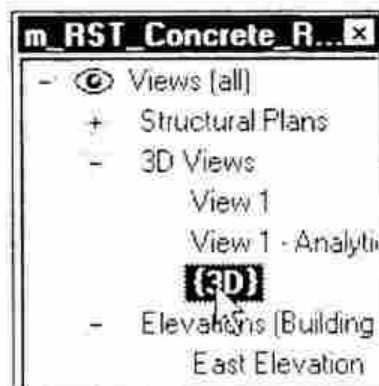 m_RST_Concrete_R...
- Views (all)
+ Structural Plans
- 3D Views
View 1
View 1 - Analyti
{3D}
- Elevations (Building
East Elevation